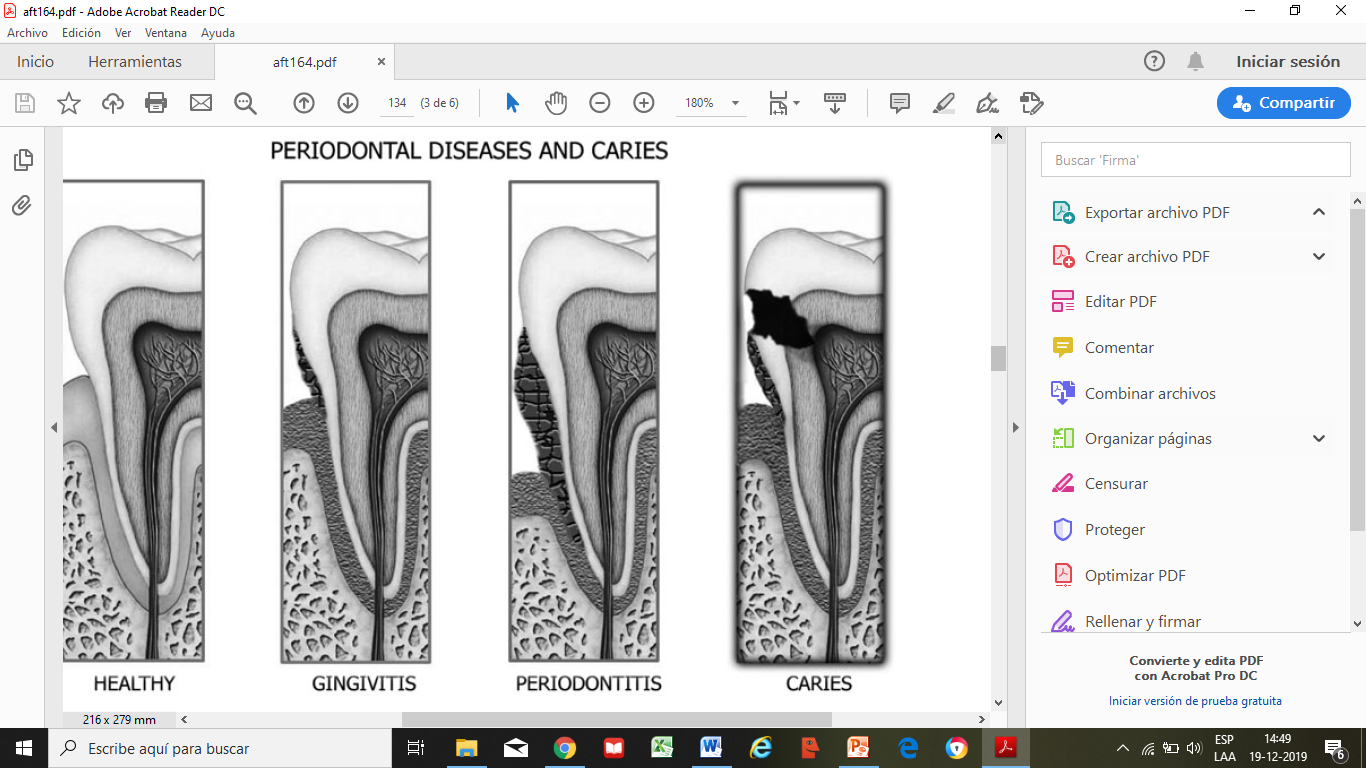 aft164.pdf - Adobe Acrobat Reader DC
Archivo Edición Ver Ventana Ayuda
Inicio Herramientas aft164.pdf × Iniciar sesión
134 (3 de 6) 180% Compartir
PERIODONTAL DISEASES AND CARIES
HEALTHY GINGIVITIS PERIODONTITIS CARIES
216 x 279 mm
Buscar 'Firma'
Exportar archivo PDF
Crear archivo PDF
Editar PDF
Comentar
Combinar archivos
Organizar páginas
Censurar
Proteger
Optimizar PDF
Rellenar y firmar
Convierte y edita PDF
con Acrobat Pro DC
Iniciar versión de prueba gratuita
Escribe aquí para buscar
ESP
LAA
14:49
19-12-2019
6